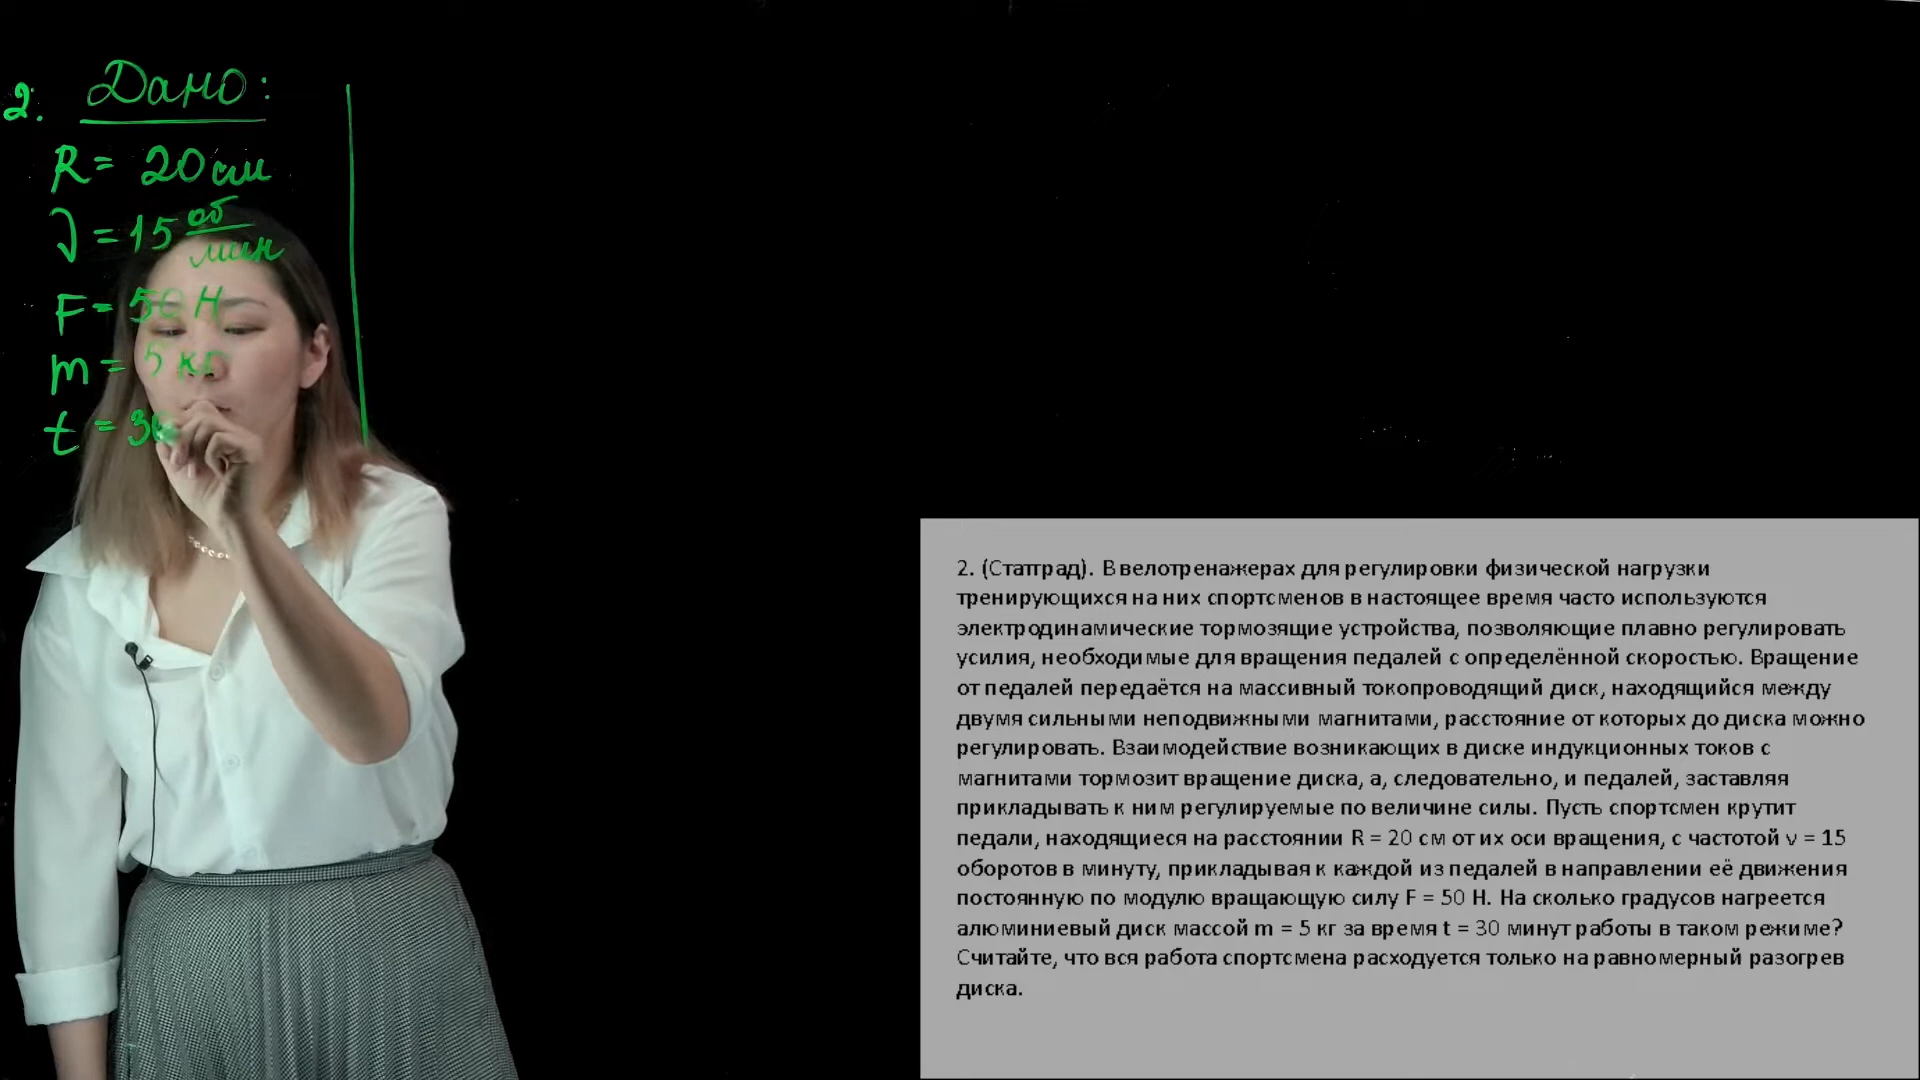 2. Дано:
R = 20 см
ν = 15 об/мин
F = 50 Н
m = 5 кг
t = 30
2. (Статград). В велотренажерах для регулировки физической нагрузки
тренирующихся на них спортсменов в настоящее время часто используются
электродинамические тормозящие устройства, позволяющие плавно регулировать
усилия, необходимые для вращения педалей с определённой скоростью. Вращение
от педалей передаётся на массивный токопроводящий диск, находящийся между
двумя сильными неподвижными магнитами, расстояние от которых до диска можно
регулировать. Взаимодействие возникающих в диске индукционных токов с
магнитами тормозит вращение диска, а, следовательно, и педалей, заставляя
прикладывать к ним регулируемые по величине силы. Пусть спортсмен крутит
педали, находящиеся на расстоянии R = 20 см от их оси вращения, с частотой ν = 15
оборотов в минуту, прикладывая к каждой из педалей в направлении её движения
постоянную по модулю вращающую силу F = 50 Н. На сколько градусов нагреется
алюминиевый диск массой m = 5 кг за время t = 30 минут работы в таком режиме?
Считайте, что вся работа спортсмена расходуется только на равномерный разогрев
диска.